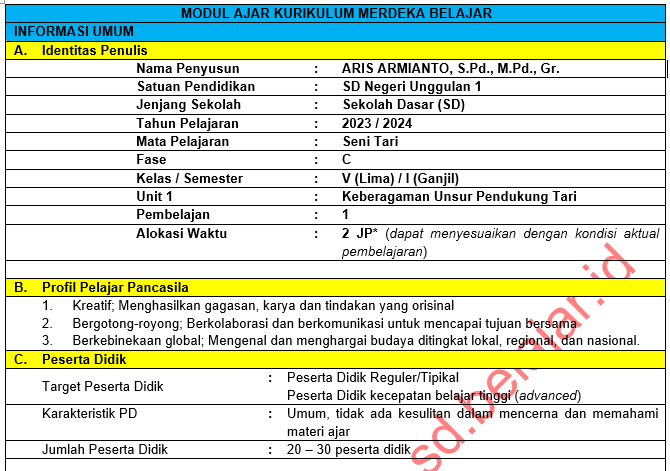 MODUL AJAR KURIKULUM MERDEKA BELAJAR
INFORMASI UMUM
A. Identitas Penulis
Nama Penyusun : ARIS ARMIANTO, S.Pd., M.Pd., Gr.
Satuan Pendidikan : SD Negeri Unggulan 1
Jenjang Sekolah : Sekolah Dasar (SD)
Tahun Pelajaran : 2023 / 2024
Mata Pelajaran : Seni Tari
Fase : C
Kelas / Semester : V (Lima) / I (Ganjil)
Unit 1 : Keberagaman Unsur Pendukung Tari
Pembelajan : 1
Alokasi Waktu : 2 JP* (dapat menyesuaikan dengan kondisi aktual
pembelajaran)
B. Profil Pelajar Pancasila
1. Kreatif; Menghasilkan gagasan, karya dan tindakan yang orisinal
2. Bergotong-royong; Berkolaborasi dan berkomunikasi untuk mencapai tujuan bersama
3. Berkebinekaan global; Mengenal dan menghargai budaya ditingkat lokal, regional, dan nasional.
C. Peserta Didik
Target Peserta Didik : Peserta Didik Reguler/Tipikal
Peserta Didik kecepatan belajar tinggi (advanced)
Karakteristik PD : Umum, tidak ada kesulitan dalam mencerna dan memahami
materi ajar
Jumlah Peserta Didik : 20 – 30 peserta didik
sd.belajar.id